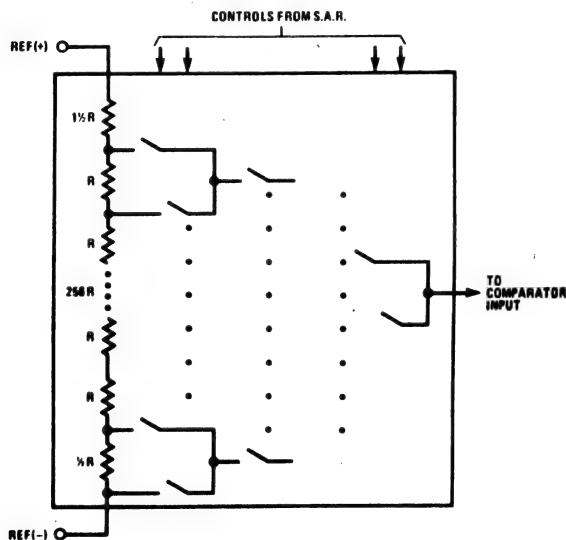 CONTROLS FROM S.A.R.
REF(+)
1½R
R
R
256R
R
R
½R
TO
COMPARATOR
INPUT
REF(-)